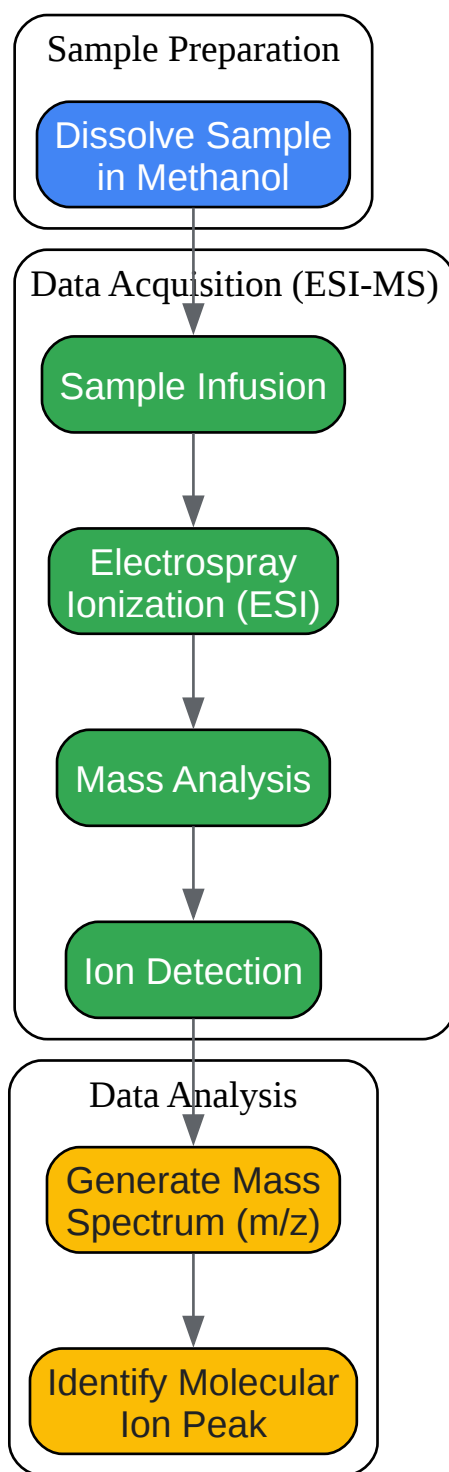 Sample Preparation
Dissolve Sample
in Methanol
Data Acquisition (ESI-MS)
Sample Infusion
Electrospray
Ionization (ESI)
Mass Analysis
Ion Detection
Data Analysis
Generate Mass
Spectrum (m/z)
Identify Molecular
Ion Peak